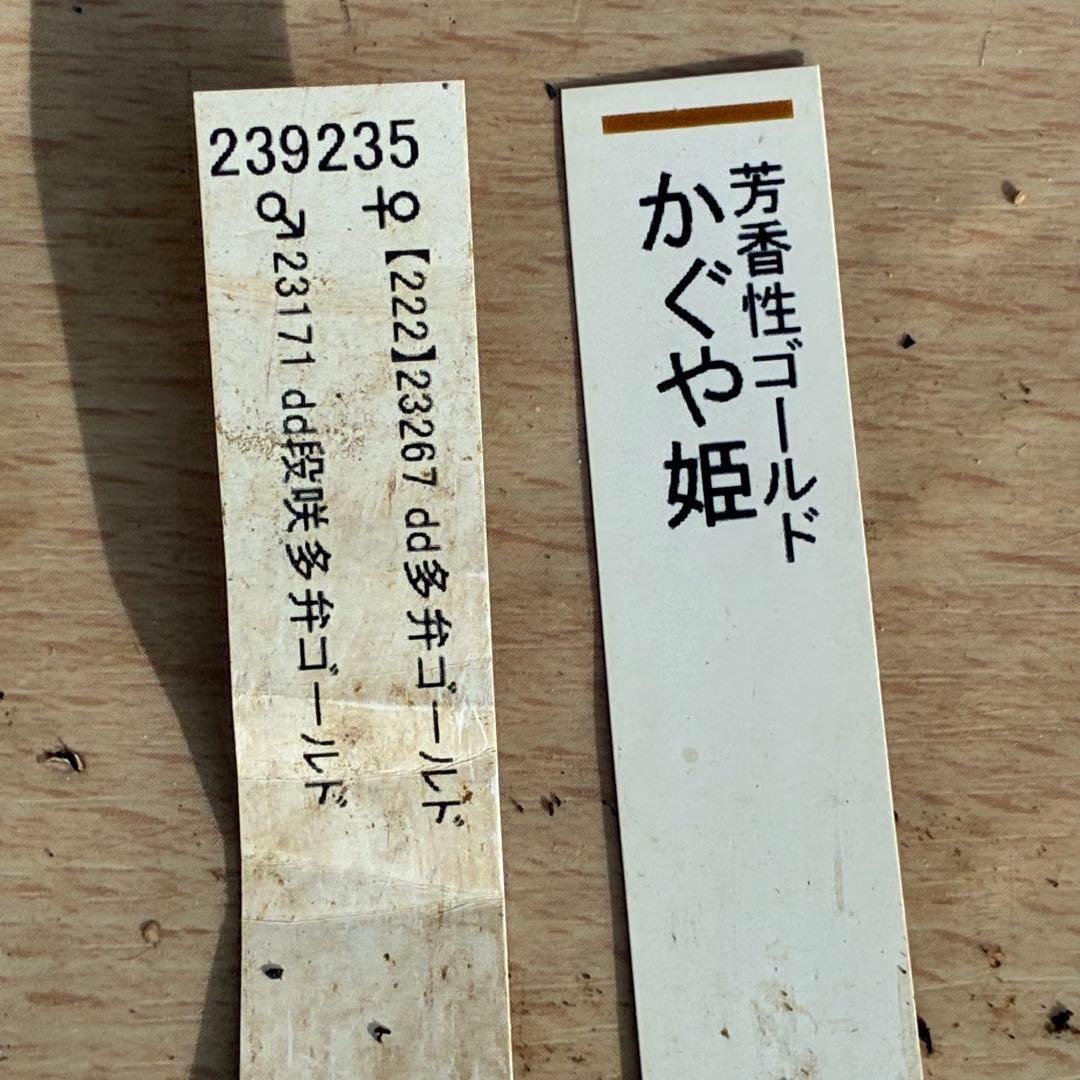 239235
♀【222】23267 dd多弁ゴールド
♂23171 dd段咲多弁ゴールド
芳香性ゴールド
かぐや姫